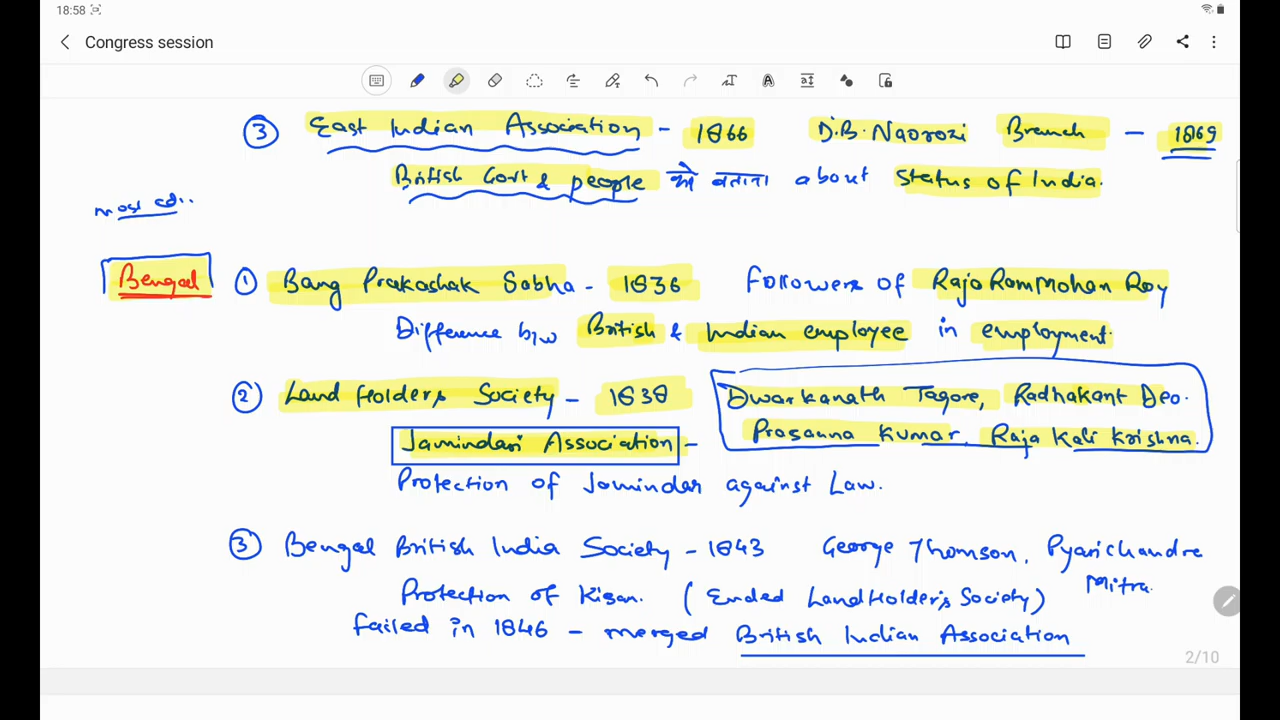 18:58
Congress session
③ East Indian Association - 1866 D.B. Naorozi Branch - 1869
British Govt & people को बताना about status of India.
most ed..
Bengal ① Bang Prakashak Sabha - 1836 Followers of Raja RamMohan Roy
Difference b/w British & Indian employee in employment.
② Land Holders Society - 1838 Dwarkanath Tagore, Radhakant Deo.
Jamindari Association - Prasanna Kumar, Raja Kali Krishna.
Protection of Jamindar against Law.
③ Bengal British India Society - 1843 George Thomson, Pyarichandra
Mitra.
Protection of Kisan. (Ended LandHolder's Society)
Failed in 1846 - merged British Indian Association
2/10